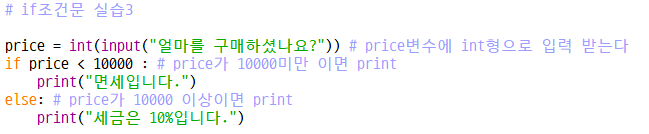 # if조건문 실습3

price = int(input("얼마를 구매하셨나요?")) # price변수에 int형으로 입력 받는다
if price < 10000 : # price가 10000미만 이면 print
    print("면세입니다.")
else: # price가 10000 이상이면 print
    print("세금은 10%입니다.")